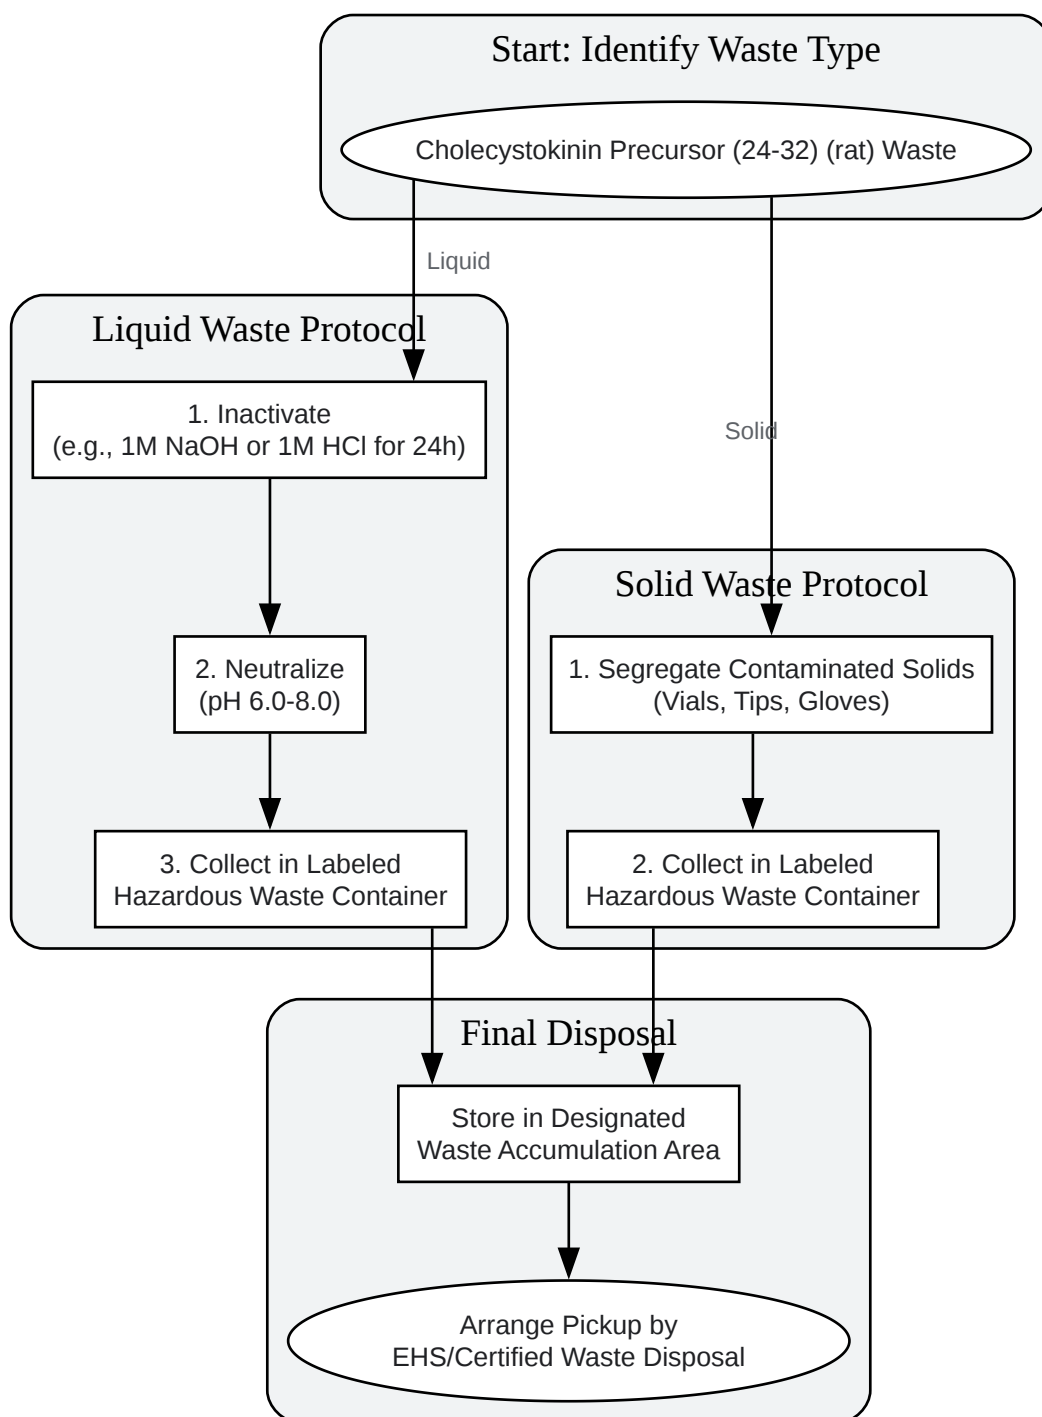 Start: Identify Waste Type
Cholecystokinin Precursor (24-32) (rat) Waste
Liquid
Liquid Waste Protocol
1. Inactivate
(e.g., 1M NaOH or 1M HCl for 24h)
2. Neutralize
(pH 6.0-8.0)
3. Collect in Labeled
Hazardous Waste Container
Solid
Solid Waste Protocol
1. Segregate Contaminated Solids
(Vials, Tips, Gloves)
2. Collect in Labeled
Hazardous Waste Container
Final Disposal
Store in Designated
Waste Accumulation Area
Arrange Pickup by
EHS/Certified Waste Disposal